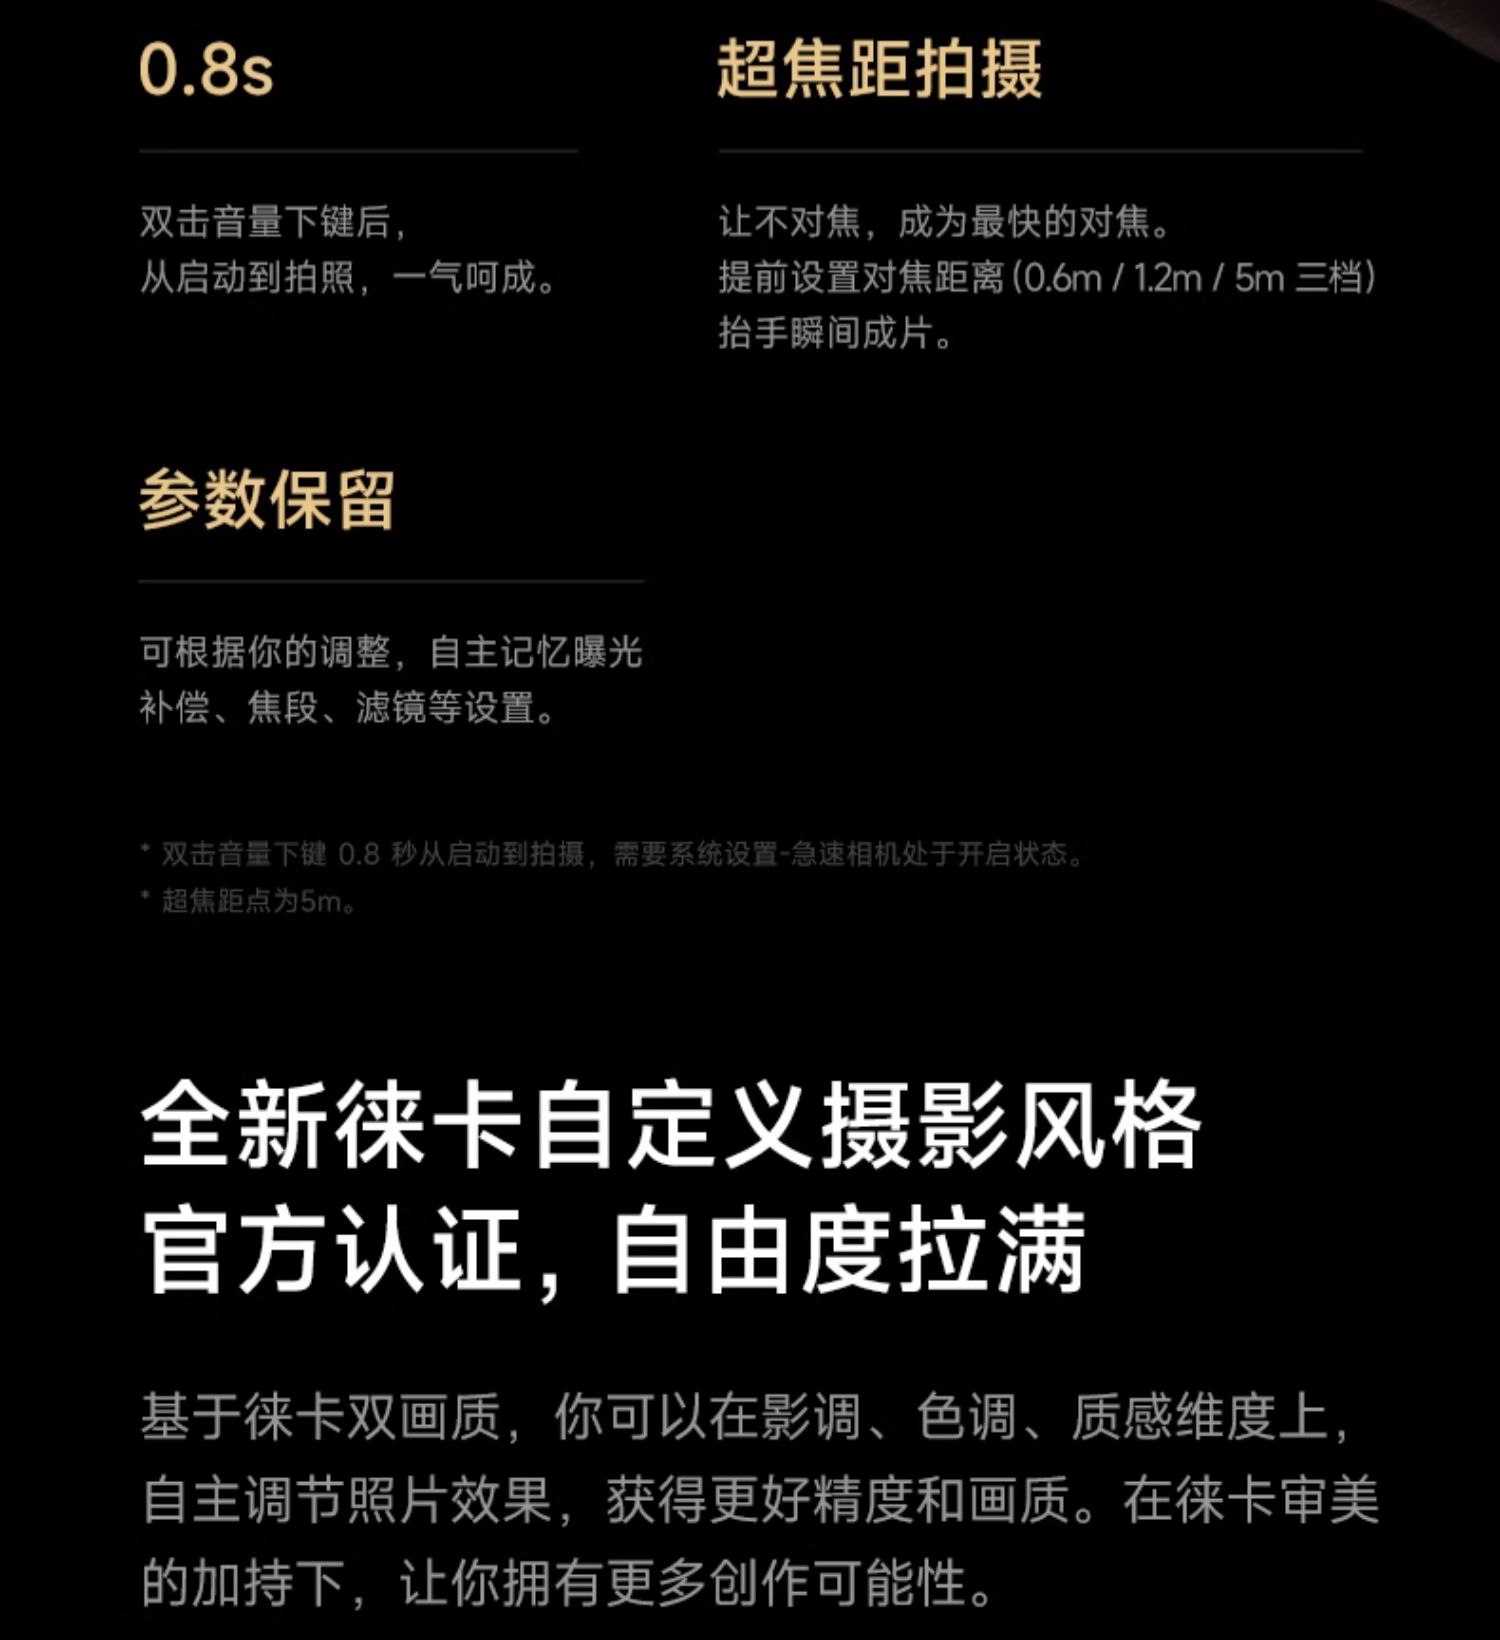 0.8s
双击音量下键后，
从启动到拍照，一气呵成。
超焦距拍摄
让不对焦，成为最快的对焦。
提前设置对焦距离(0.6m / 1.2m / 5m 三档)
抬手瞬间成片。
参数保留
可根据你的调整，自主记忆曝光
补偿、焦段、滤镜等设置。
* 双击音量下键 0.8 秒从启动到拍摄，需要系统设置-急速相机处于开启状态。
* 超焦距点为5m。
全新徕卡自定义摄影风格
官方认证，自由度拉满
基于徕卡双画质，你可以在影调、色调、质感维度上，
自主调节照片效果，获得更好精度和画质。在徕卡审美
的加持下，让你拥有更多创作可能性。